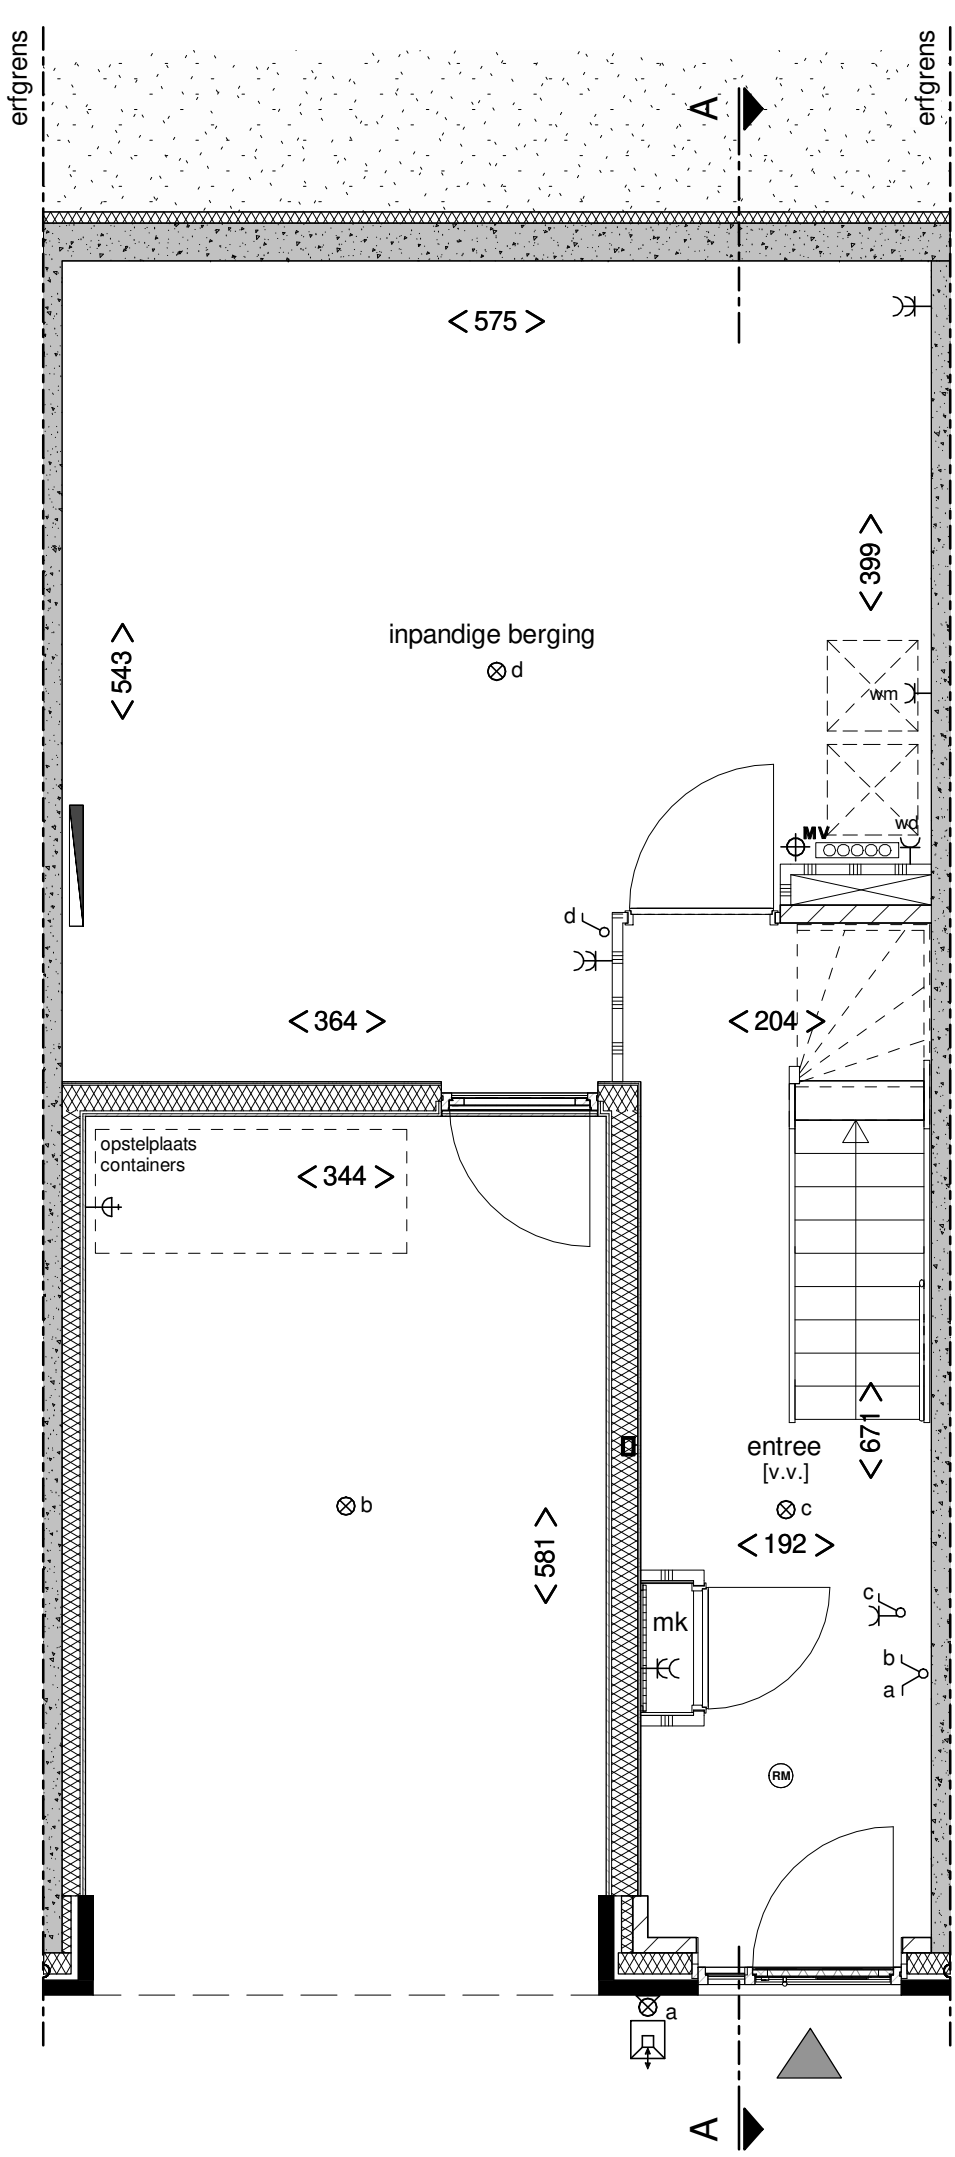 erfgrens
erfgrens
A
< 575 >
< 399 >
inpandige berging
d
< 543 >
wm
wd
MV
d
< 364 >
< 204 >
opstelplaats
containers
< 344 >
< 671 >
entree
[v.v.]
b
c
< 581 >
< 192 >
c
mk
b
a
RM
a
A